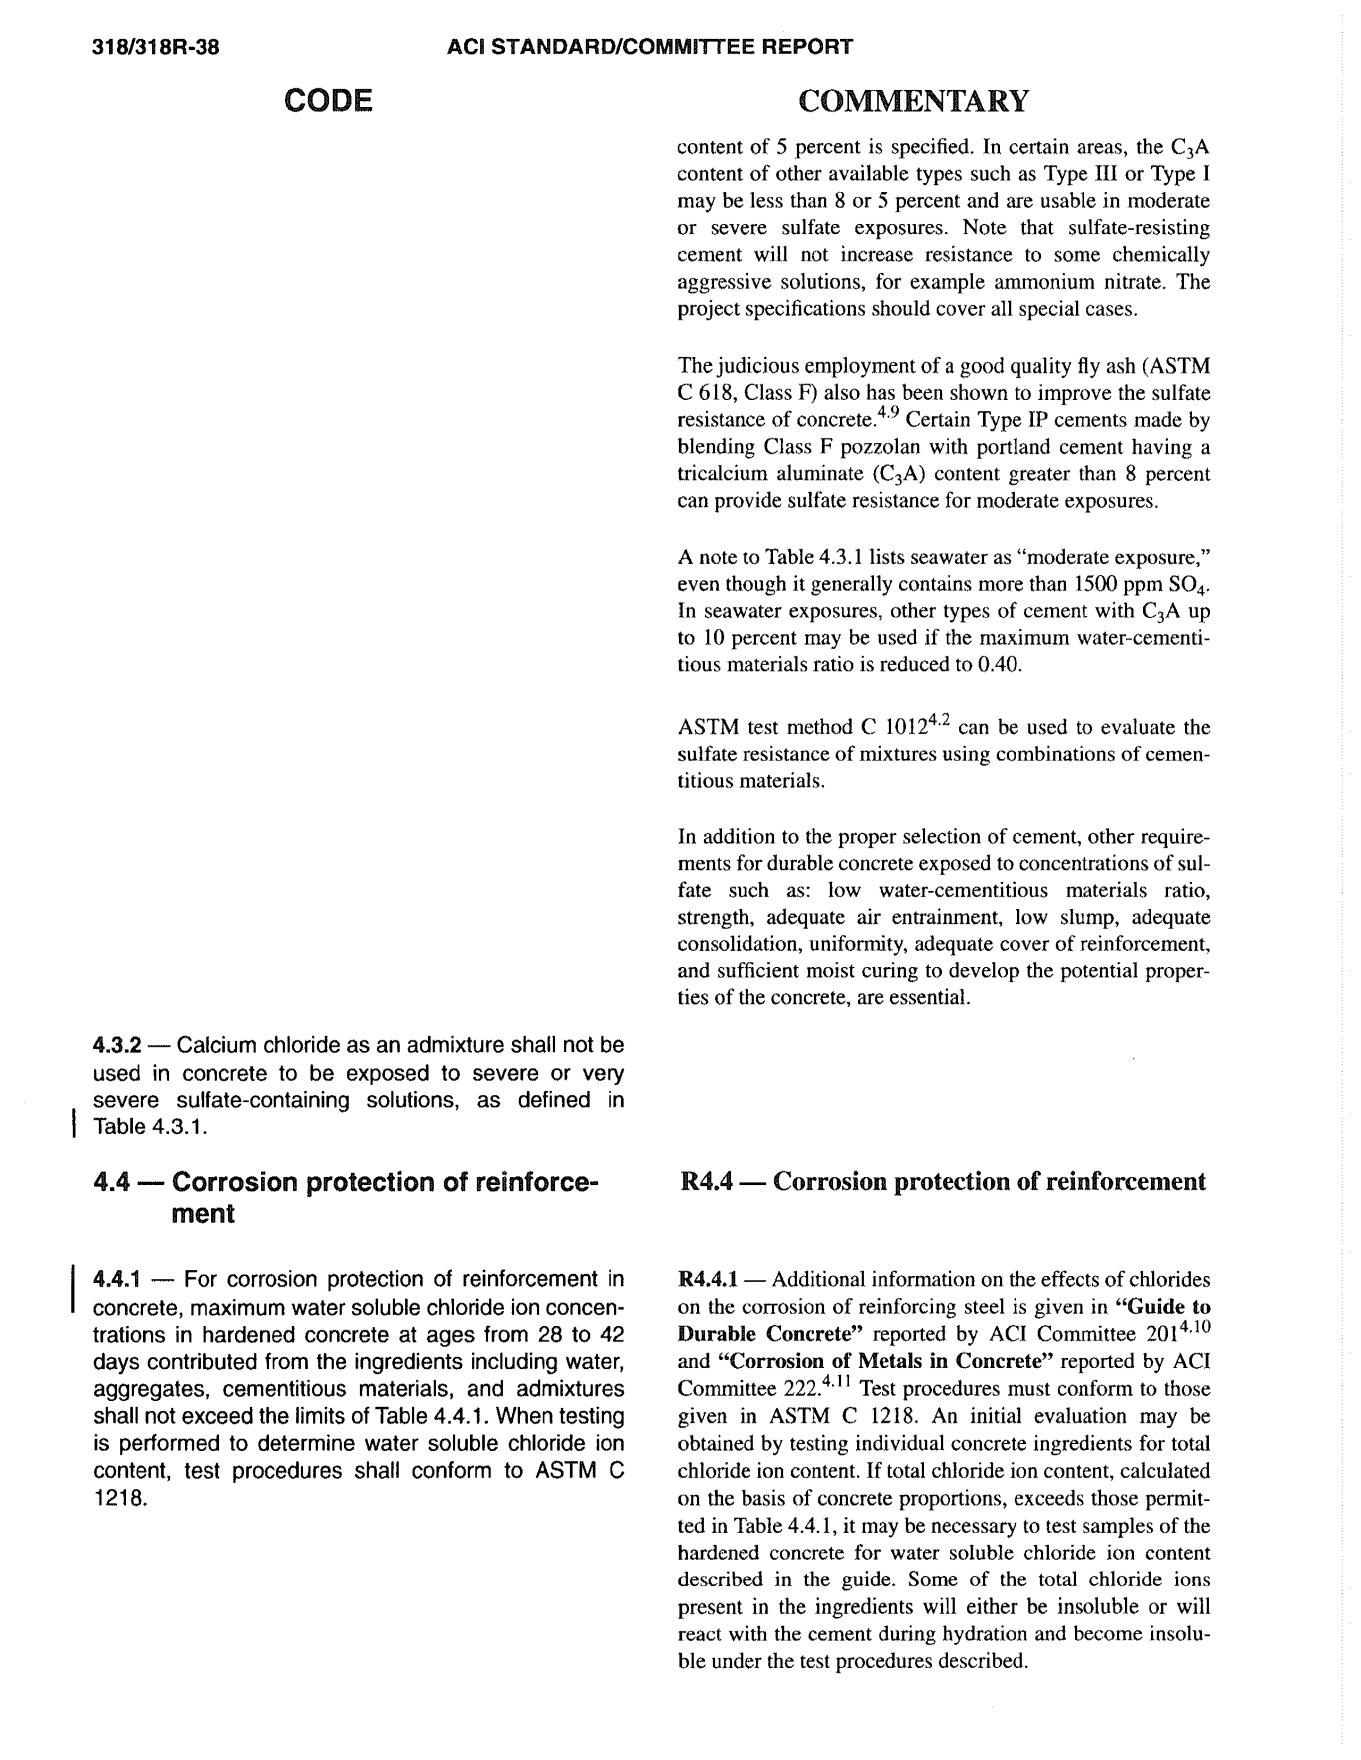 318/318R-38
ACI STANDARD/COMMITTEE REPORT
CODE
COMMENTARY
content of 5 percent is specified. In certain areas, the C3A
content of other available types such as Type III or Type I
may be less than 8 or 5 percent and are usable in moderate
or severe sulfate exposures. Note that sulfate-resisting
cement will not increase resistance to some chemically
aggressive solutions, for example ammonium nitrate. The
project specifications should cover all special cases.
The judicious employment of a good quality fly ash (ASTM
C 618, Class F) also has been shown to improve the sulfate
resistance of concrete.4.9 Certain Type IP cements made by
blending Class F pozzolan with portland cement having a
tricalcium aluminate (C3A) content greater than 8 percent
can provide sulfate resistance for moderate exposures.
A note to Table 4.3.1 lists seawater as “moderate exposure,”
even though it generally contains more than 1500 ppm SO4.
In seawater exposures, other types of cement with C3A up
to 10 percent may be used if the maximum water-cementi-
tious materials ratio is reduced to 0.40.
ASTM test method C 10124.2 can be used to evaluate the
sulfate resistance of mixtures using combinations of cemen-
titious materials.
In addition to the proper selection of cement, other require-
ments for durable concrete exposed to concentrations of sul-
fate such as: low water-cementitious materials ratio,
strength, adequate air entrainment, low slump, adequate
consolidation, uniformity, adequate cover of reinforcement,
and sufficient moist curing to develop the potential proper-
ties of the concrete, are essential.
4.3.2 — Calcium chloride as an admixture shall not be
used in concrete to be exposed to severe or very
severe sulfate-containing solutions, as defined in
Table 4.3.1.
4.4 — Corrosion protection of reinforce-
ment
4.4.1 — For corrosion protection of reinforcement in
concrete, maximum water soluble chloride ion concen-
trations in hardened concrete at ages from 28 to 42
days contributed from the ingredients including water,
aggregates, cementitious materials, and admixtures
shall not exceed the limits of Table 4.4.1. When testing
is performed to determine water soluble chloride ion
content, test procedures shall conform to ASTM C
1218.
R4.4 — Corrosion protection of reinforcement
R4.4.1 — Additional information on the effects of chlorides
on the corrosion of reinforcing steel is given in “Guide to
Durable Concrete” reported by ACI Committee 2014.10
and “Corrosion of Metals in Concrete” reported by ACI
Committee 222.4.11 Test procedures must conform to those
given in ASTM C 1218. An initial evaluation may be
obtained by testing individual concrete ingredients for total
chloride ion content. If total chloride ion content, calculated
on the basis of concrete proportions, exceeds those permit-
ted in Table 4.4.1, it may be necessary to test samples of the
hardened concrete for water soluble chloride ion content
described in the guide. Some of the total chloride ions
present in the ingredients will either be insoluble or will
react with the cement during hydration and become insolu-
ble under the test procedures described.